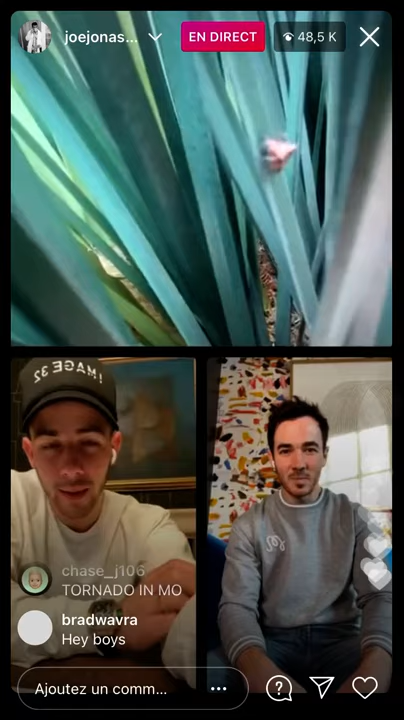 joejonas...
EN DIRECT
48,5 K
IMAGE 32
chase_j106
TORNADO IN MO
bradwavra
Hey boys
Ajoutez un comm...